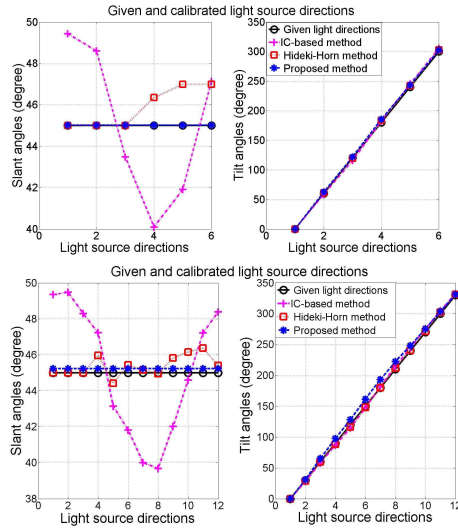 Given and calibrated light source directions
Slant angles (degree)
50
48
46
44
42
40
0 2 4 6
Light source directions
Tilt angles (degree)
350
300
250
200
150
100
50
0
0 2 4 6
Light source directions
Given light directions
IC-based method
Hideki-Horn method
Proposed method
Given and calibrated light source directions
Slant angles (degree)
50
48
46
44
42
40
38
0 2 4 6 8 10 12
Light source directions
Tilt angles (degree)
350
300
250
200
150
100
50
0
0 1 2 3 4 5 6 7 8 9 10 11 12
Light source directions
Given light directions
IC-based method
Hideki-Horn method
Proposed method